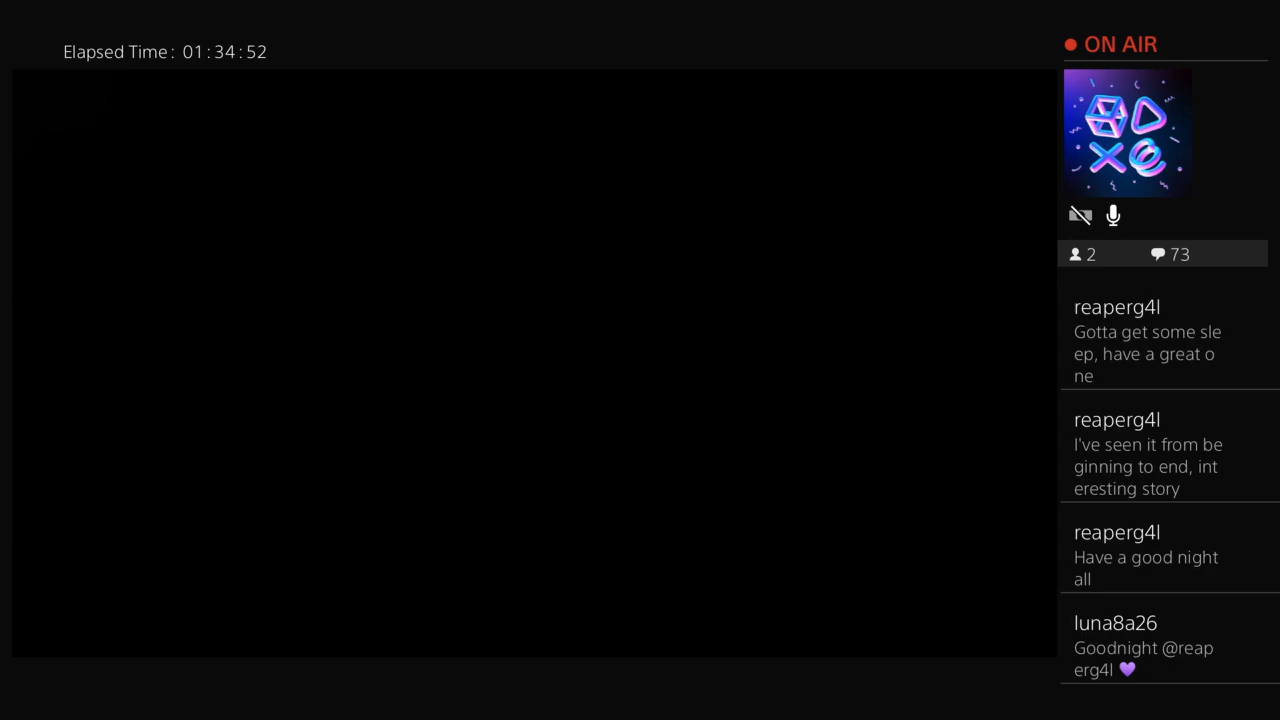 Elapsed Time: 01:34:52
ON AIR
2 73
reaperg4l
Gotta get some sle
ep, have a great o
ne
reaperg4l
I've seen it from be
ginning to end, int
eresting story
reaperg4l
Have a good night
all
luna8a26
Goodnight @reap
erg4l 💜